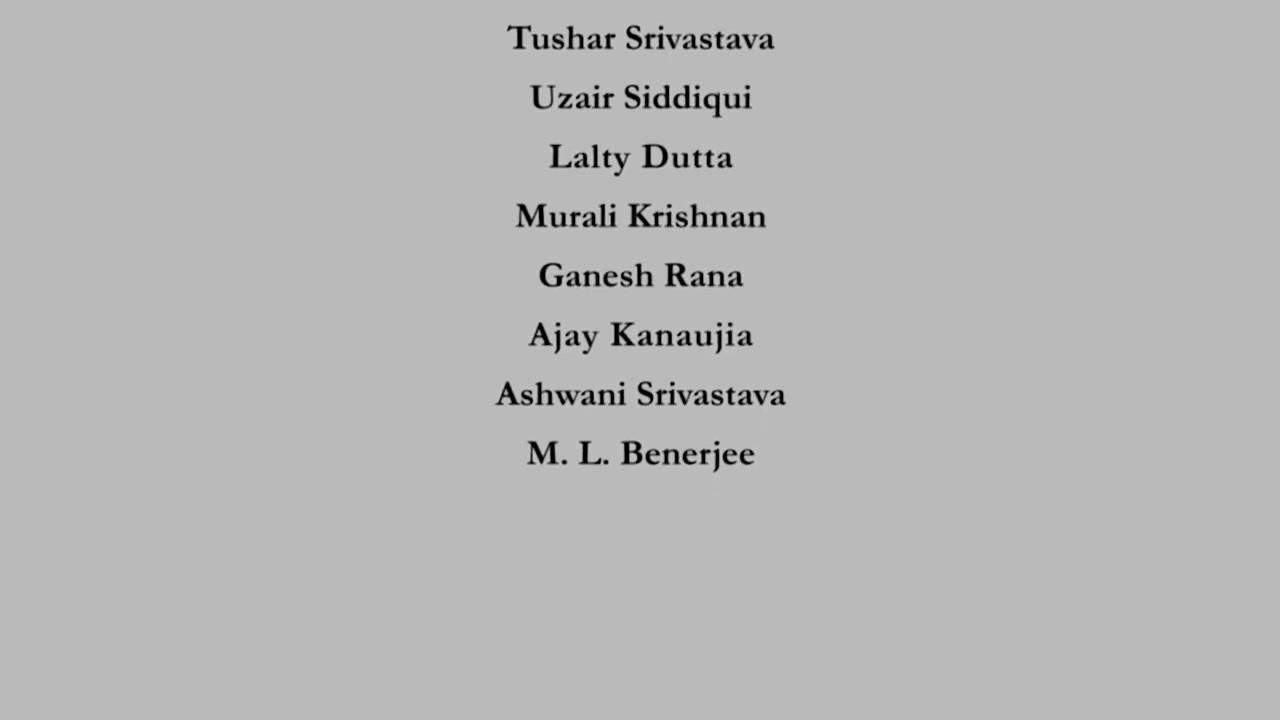 Tushar Srivastava
Uzair Siddiqui
Lalty Dutta
Murali Krishnan
Ganesh Rana
Ajay Kanaujia
Ashwani Srivastava
M. L. Benerjee